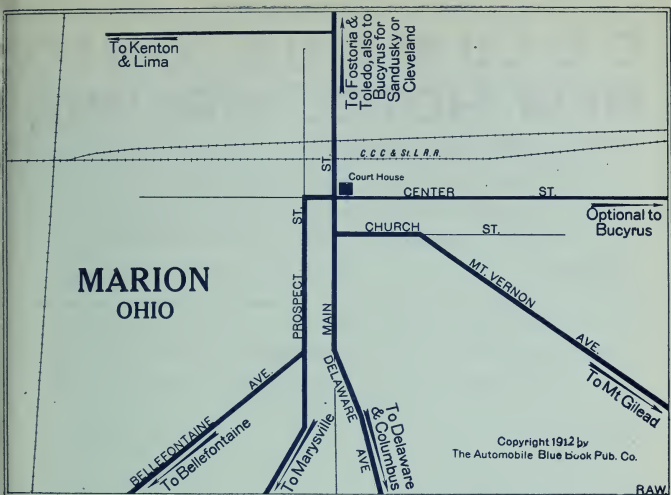 To Kenton
& Lima
To Fostoria &
Toledo, also to
Bucyrus for
Sandusky or
Cleveland
C. C. C & St. L R.R.
ST.
Court House
CENTER ST.
Optional to
Bucyrus
ST.
CHURCH ST.
MARION
OHIO
PROSPECT
MAIN
MT. VERNON
AVE.
To Mt Gilead
BELLEFONTAINE AVE.
To Bellefontaine
To Marysville
DELAWARE
AVE
To Delaware
& Columbus
Copyright 1912 by
The Automobile Blue Book Pub. Co.
RAW.